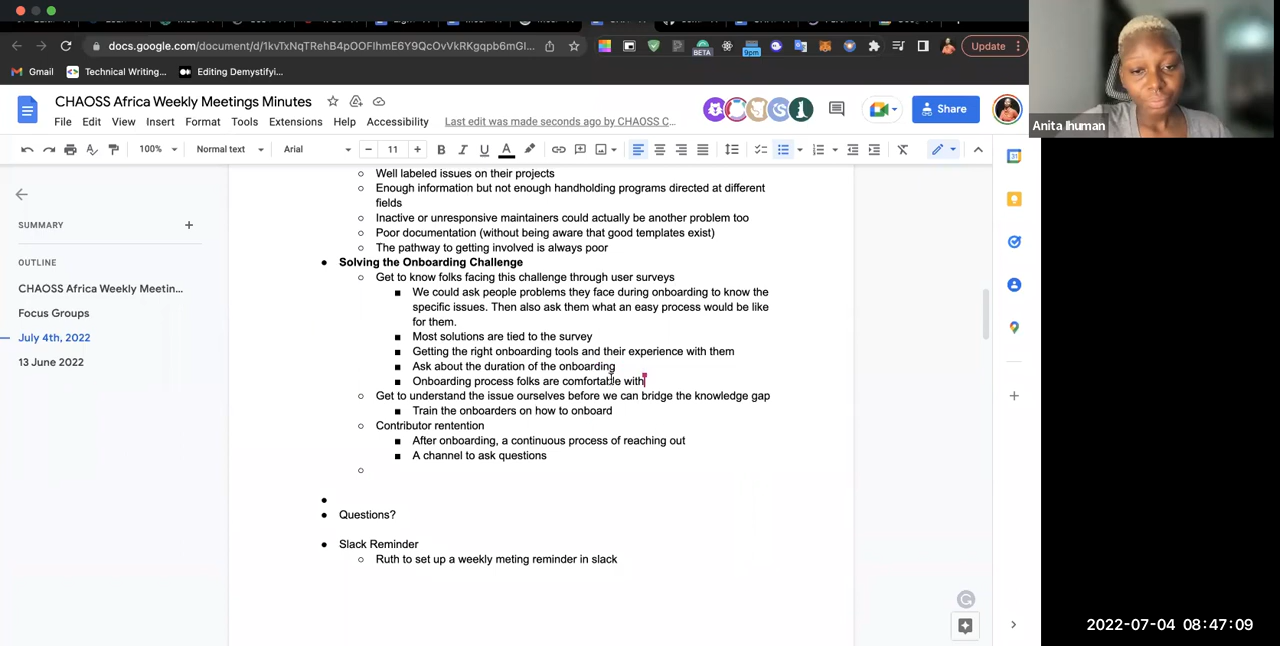 docs.google.com/document/d/1kvTxNqTRehB4pOOFIhmE6Y9QcOvVkRKgqpb6mGI...
BETA
9pm
Update
Gmail
Technical Writing...
Editing Demystifyi...
Anita Ihuman
CHAOSS Africa Weekly Meetings Minutes
File Edit View Insert Format Tools Extensions Help Accessibility
Last edit was made seconds ago by CHAOSS C...
Share
100%
Normal text
Arial
11
Well labeled issues on their projects
Enough information but not enough handholding programs directed at different
fields
Inactive or unresponsive maintainers could actually be another problem too
Poor documentation (without being aware that good templates exist)
The pathway to getting involved is always poor
Solving the Onboarding Challenge
Get to know folks facing this challenge through user surveys
We could ask people problems they face during onboarding to know the
specific issues. Then also ask them what an easy process would be like
for them.
Most solutions are tied to the survey
Getting the right onboarding tools and their experience with them
Ask about the duration of the onboarding
Onboarding process folks are comfortable with
Get to understand the issue ourselves before we can bridge the knowledge gap
Train the onboarders on how to onboard
Contributor rentention
After onboarding, a continuous process of reaching out
A channel to ask questions
Questions?
Slack Reminder
Ruth to set up a weekly meting reminder in slack
SUMMARY
OUTLINE
CHAOSS Africa Weekly Meetin...
Focus Groups
July 4th, 2022
13 June 2022
2022-07-04 08:47:09